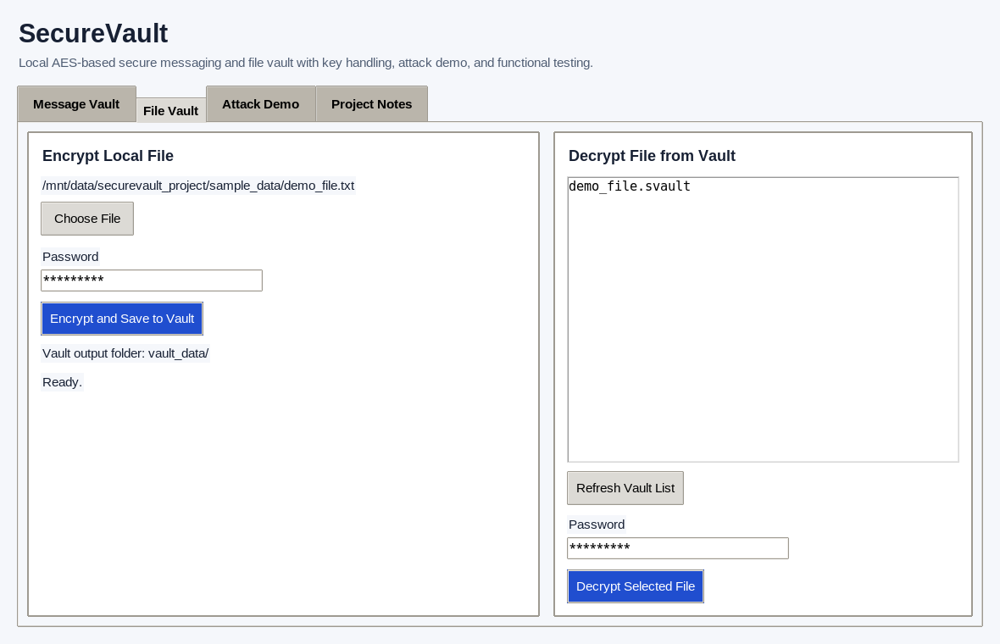 SecureVault
Local AES-based secure messaging and file vault with key handling, attack demo, and functional testing.
Message Vault
File Vault
Attack Demo
Project Notes
Encrypt Local File
/mnt/data/securevault_project/sample_data/demo_file.txt
Choose File
Password
*********
Encrypt and Save to Vault
Vault output folder: vault_data/
Ready.
Decrypt File from Vault
demo_file.svault
Refresh Vault List
Password
*********
Decrypt Selected File